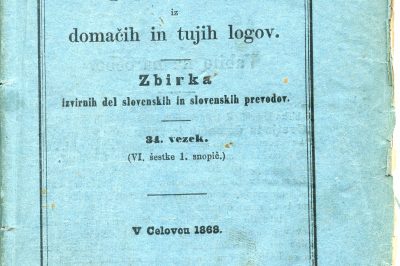 iz
domačih in tujih logov.
Zbirka
izvirnih del slovenskih in slovenskih prevodov.
34. vezek.
(VI. šestke 1. snopič.)
V Celovcu 1868.